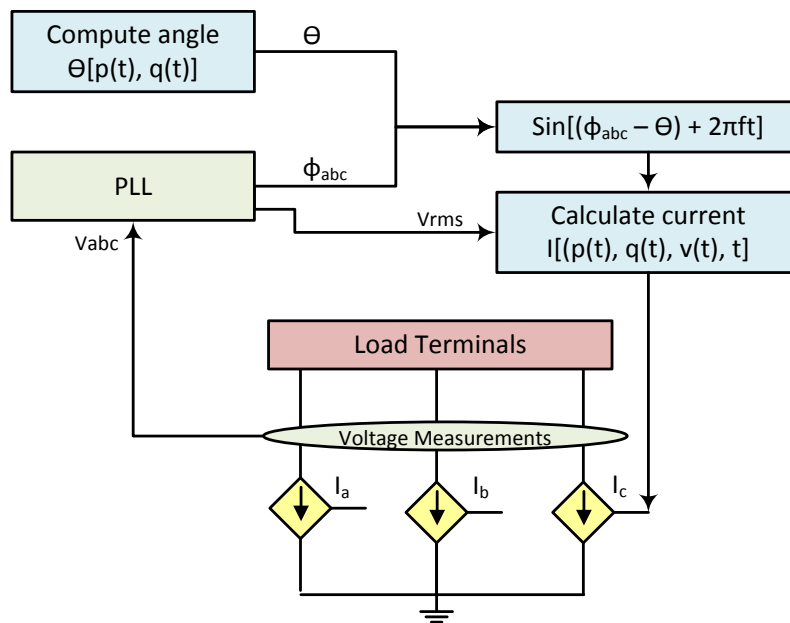 Compute angle
Ө[p(t), q(t)]
Ө
Sin[(ϕabc – Ө) + 2πft]
ϕabc
PLL
Vrms
Calculate current
I[(p(t), q(t), v(t), t]
Vabc
Load Terminals
Voltage Measurements
Ia
Ib
Ic